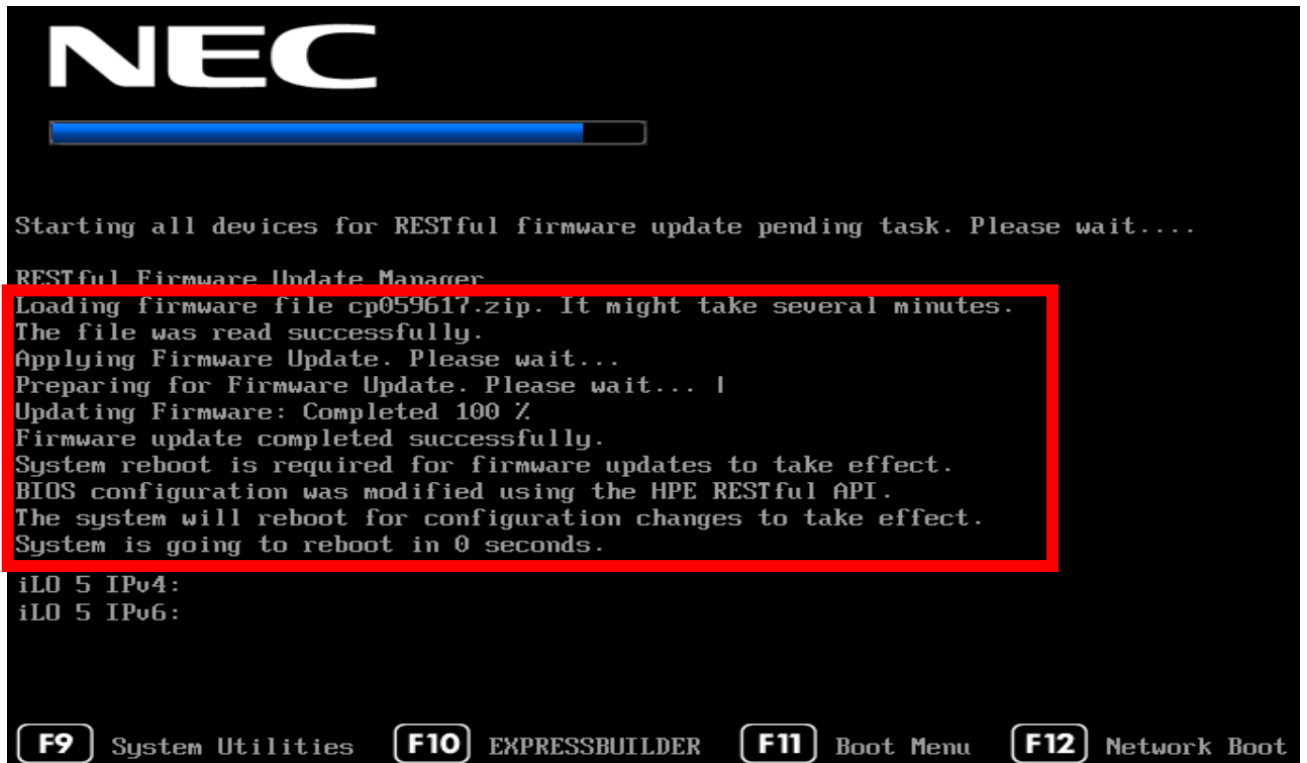 NEC
Starting all devices for RESTful firmware update pending task. Please wait....
RESTful Firmware Update Manager
Loading firmware file cp059617.zip. It might take several minutes.
The file was read successfully.
Applying Firmware Update. Please wait...
Preparing for Firmware Update. Please wait... |
Updating Firmware: Completed 100 %
Firmware update completed successfully.
System reboot is required for firmware updates to take effect.
BIOS configuration was modified using the HPE RESTful API.
The system will reboot for configuration changes to take effect.
System is going to reboot in 0 seconds.
iLO 5 IPv4:
iLO 5 IPv6:
F9 System Utilities F10 EXPRESSBUILDER F11 Boot Menu F12 Network Boot